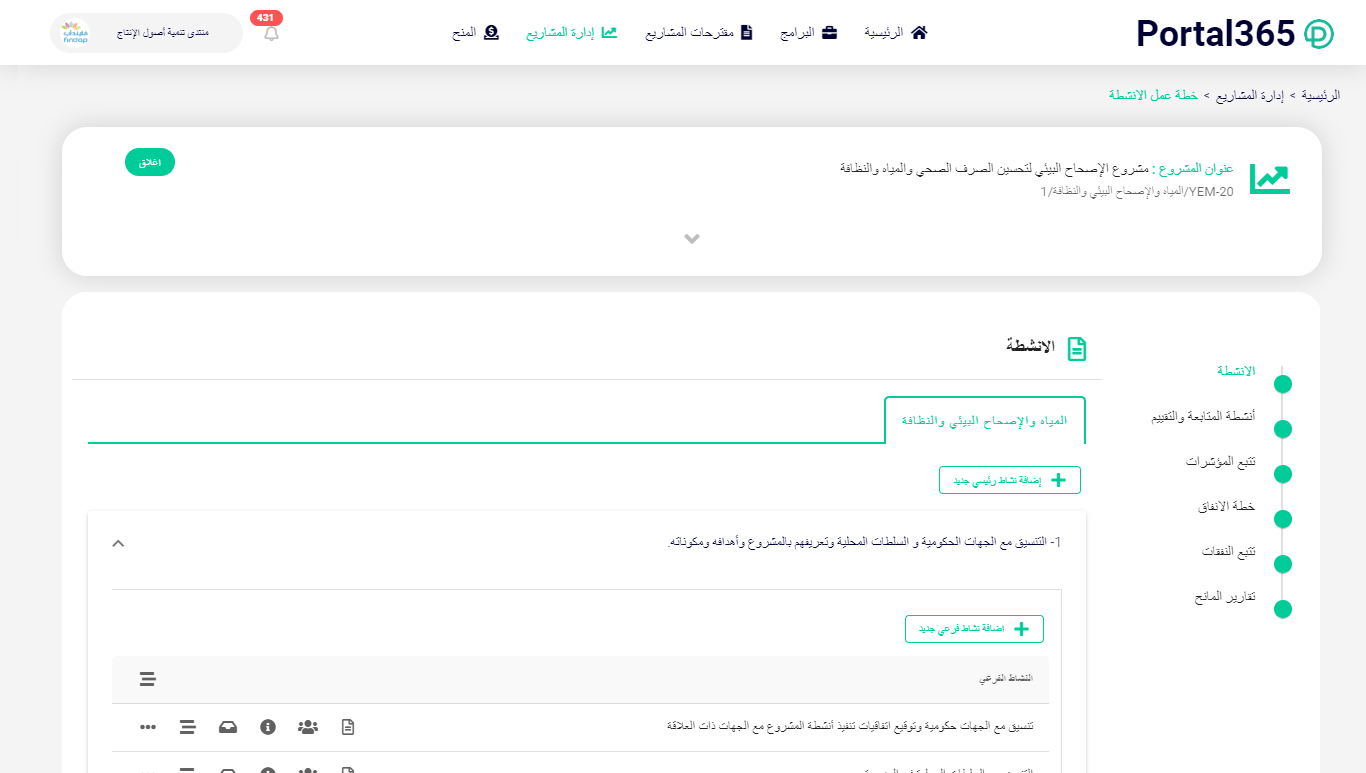 Portal365
الرئيسية
البرامج
مقترحات المشاريع
إدارة المشاريع
المنح
431
منتدى تنمية أصول الإنتاج
فاينداب
findap
الرئيسية > إدارة المشاريع > خطة عمل الانشطة
عنوان المشروع : مشروع الإصحاح البيئي لتحسين الصرف الصحي والمياه والنظافة
YEM-20/المياه والإصحاح البيئي والنظافة/1
اغلاق
الانشطة
أنشطة المتابعة والتقييم
تتبع المؤشرات
خطة الانفاق
تتبع النفقات
تقارير المانح
الانشطة
المياه والإصحاح البيئي والنظافة
إضافة نشاط رئيسي جديد
1- التنسيق مع الجهات الحكومية و السلطات المحلية وتعريفهم بالمشروع وأهدافه ومكوناته.
اضافة نشاط فرعي جديد
النشاط الفرعي
تنسيق مع الجهات حكومية وتوقيع اتفاقيات تنفيذ أنشطة المشروع مع الجهات ذات العلاقة